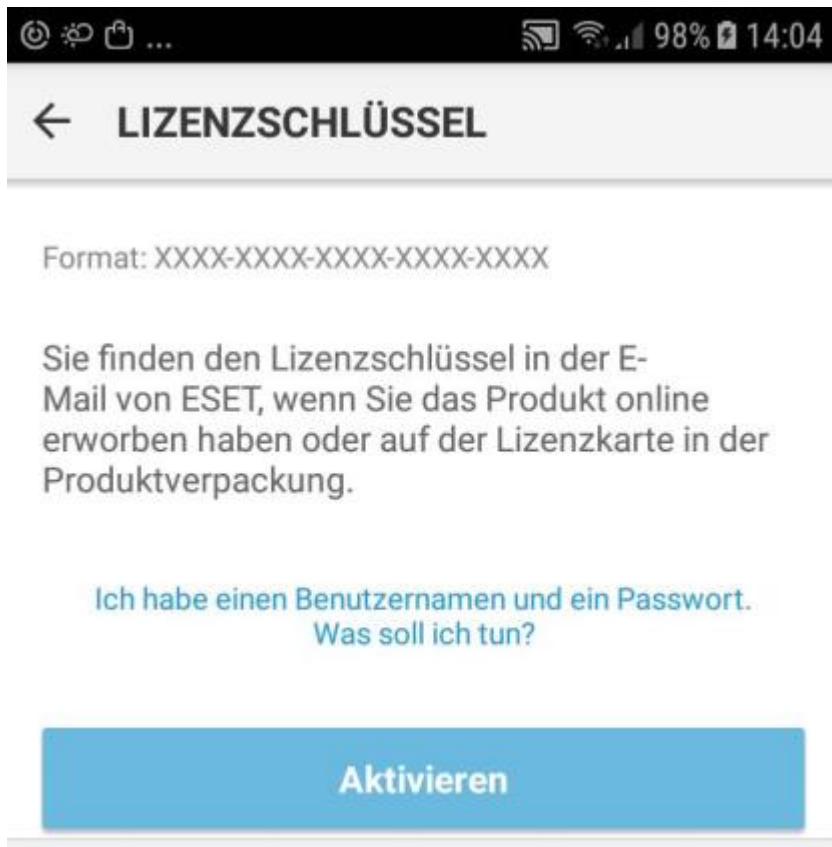 ... 98% 14:04
LIZENZSCHLÜSSEL
Format: XXXX-XXXX-XXXX-XXXX-XXXX
Sie finden den Lizenzschlüssel in der E-
Mail von ESET, wenn Sie das Produkt online
erworben haben oder auf der Lizenzkarte in der
Produktverpackung.
Ich habe einen Benutzernamen und ein Passwort.
Was soll ich tun?
Aktivieren